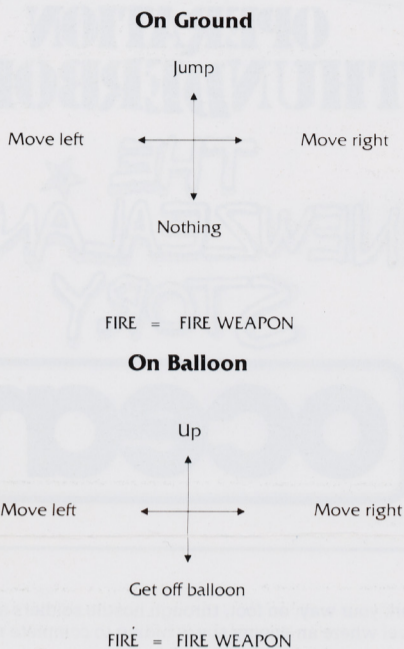 On Ground
Jump
Move left Move right
Nothing
FIRE = FIRE WEAPON
On Balloon
Up
Move left Move right
Get off balloon
FIRE = FIRE WEAPON